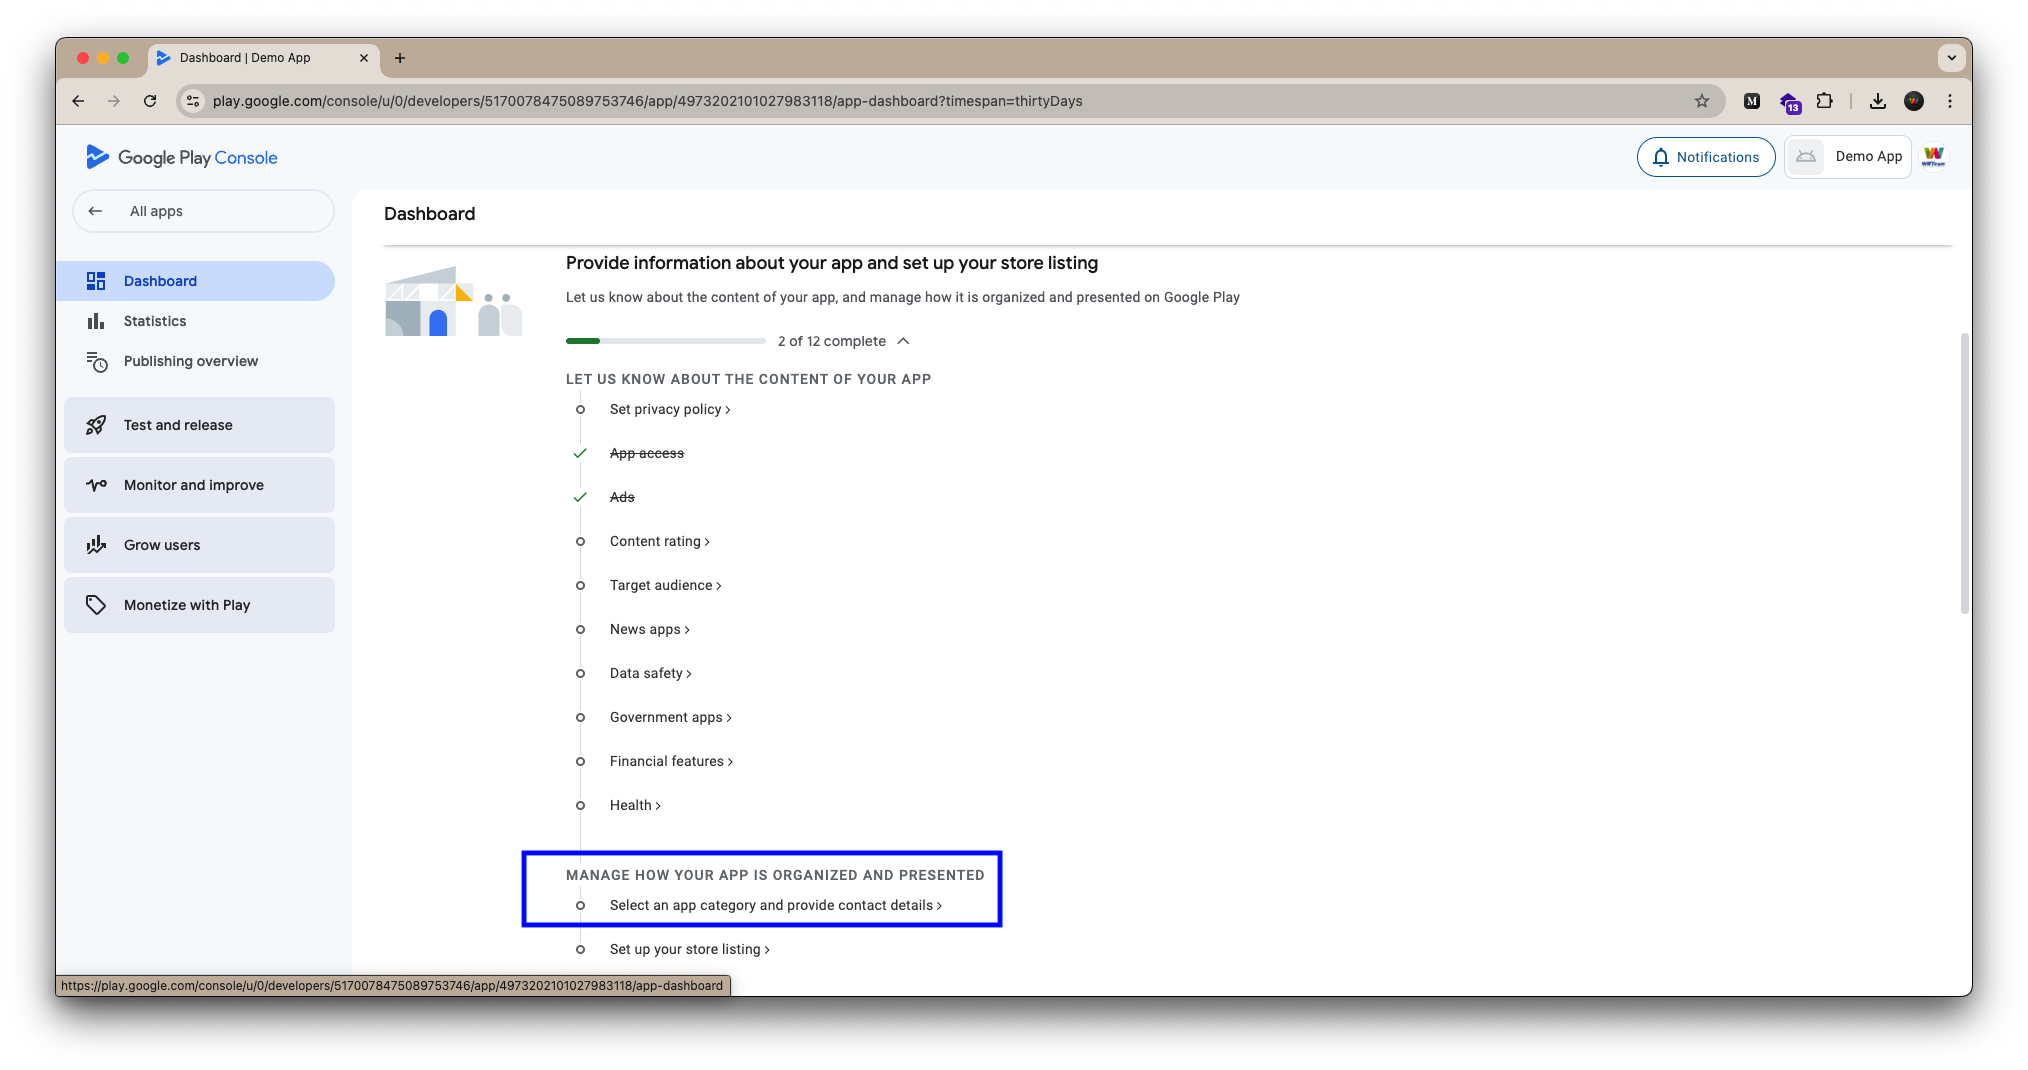 Dashboard | Demo App
play.google.com/console/u/0/developers/5170078475089753746/app/4973202101027983118/app-dashboard?timespan=thirtyDays
M
13
Google Play Console
Notifications
Demo App
WRTeam
All apps
Dashboard
Dashboard
Statistics
Publishing overview
Test and release
Monitor and improve
Grow users
Monetize with Play
Provide information about your app and set up your store listing
Let us know about the content of your app, and manage how it is organized and presented on Google Play
2 of 12 complete
LET US KNOW ABOUT THE CONTENT OF YOUR APP
Set privacy policy
App access
Ads
Content rating
Target audience
News apps
Data safety
Government apps
Financial features
Health
MANAGE HOW YOUR APP IS ORGANIZED AND PRESENTED
Select an app category and provide contact details
Set up your store listing
https://play.google.com/console/u/0/developers/5170078475089753746/app/4973202101027983118/app-dashboard